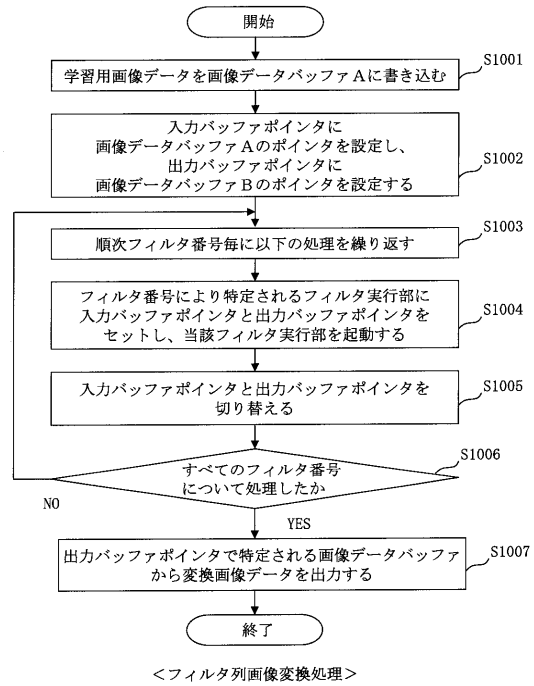 開始
学習用画像データを画像データバッファAに書き込む
S1001
入力バッファポインタに
画像データバッファAのポインタを設定し、
出力バッファポインタに
画像データバッファBのポインタを設定する
S1002
順次フィルタ番号毎に以下の処理を繰り返す
S1003
フィルタ番号により特定されるフィルタ実行部に
入力バッファポインタと出力バッファポインタを
セットし、当該フィルタ実行部を起動する
S1004
入力バッファポインタと出力バッファポインタを
切り替える
S1005
すべてのフィルタ番号
について処理したか
S1006
NO
YES
出力バッファポインタで特定される画像データバッファ
から変換画像データを出力する
S1007
終了
<フィルタ列画像変換処理>